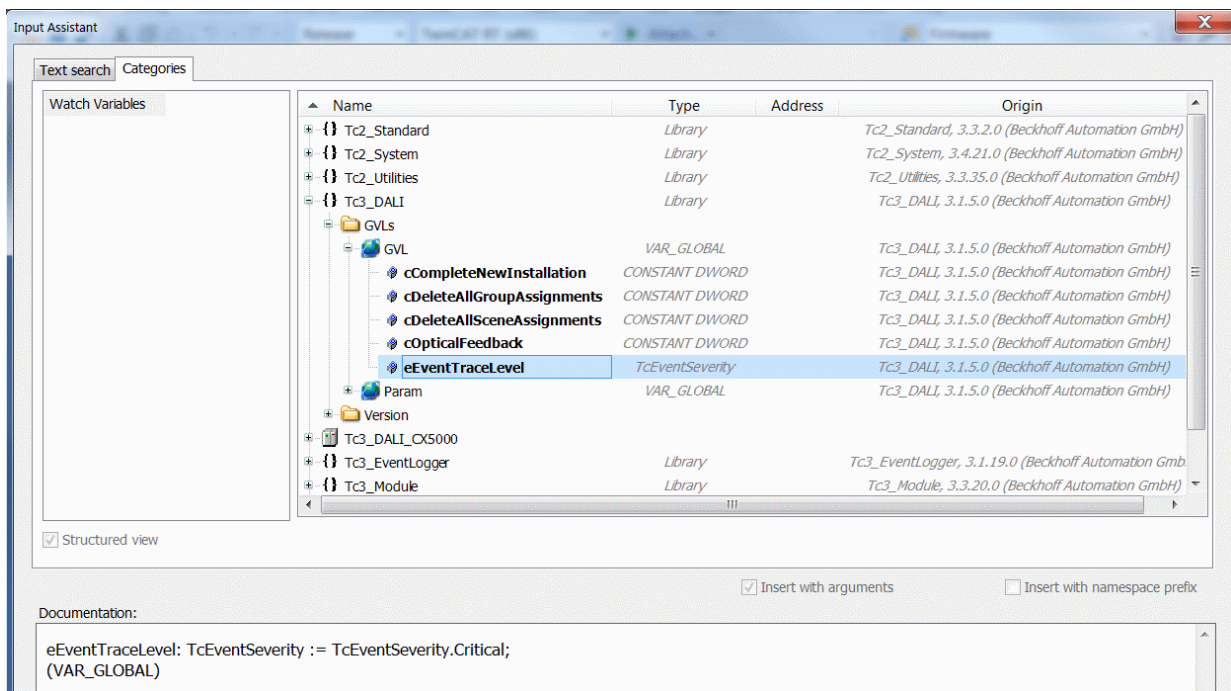 Input Assistant
Text search Categories
Watch Variables
Name Type Address Origin
Tc2_Standard Library Tc2_Standard, 3.3.2.0 (Beckhoff Automation GmbH)
Tc2_System Library Tc2_System, 3.4.21.0 (Beckhoff Automation GmbH)
Tc2_Utilities Library Tc2_Utilities, 3.3.35.0 (Beckhoff Automation GmbH)
Tc3_DALI Library Tc3_DALI, 3.1.5.0 (Beckhoff Automation GmbH)
GVLs
GVL VAR_GLOBAL Tc3_DALI, 3.1.5.0 (Beckhoff Automation GmbH)
cCompleteNewInstallation CONSTANT DWORD Tc3_DALI, 3.1.5.0 (Beckhoff Automation GmbH)
cDeleteAllGroupAssignments CONSTANT DWORD Tc3_DALI, 3.1.5.0 (Beckhoff Automation GmbH)
cDeleteAllSceneAssignments CONSTANT DWORD Tc3_DALI, 3.1.5.0 (Beckhoff Automation GmbH)
cOpticalFeedback CONSTANT DWORD Tc3_DALI, 3.1.5.0 (Beckhoff Automation GmbH)
eEventTraceLevel TcEventSeverity Tc3_DALI, 3.1.5.0 (Beckhoff Automation GmbH)
Param VAR_GLOBAL Tc3_DALI, 3.1.5.0 (Beckhoff Automation GmbH)
Version
Tc3_DALI_CX5000
Tc3_EventLogger Library Tc3_EventLogger, 3.1.19.0 (Beckhoff Automation Gmb
Tc3_Module Library Tc3_Module, 3.3.20.0 (Beckhoff Automation GmbH)
Structured view
Insert with arguments Insert with namespace prefix
Documentation:
eEventTraceLevel: TcEventSeverity := TcEventSeverity.Critical;
(VAR_GLOBAL)